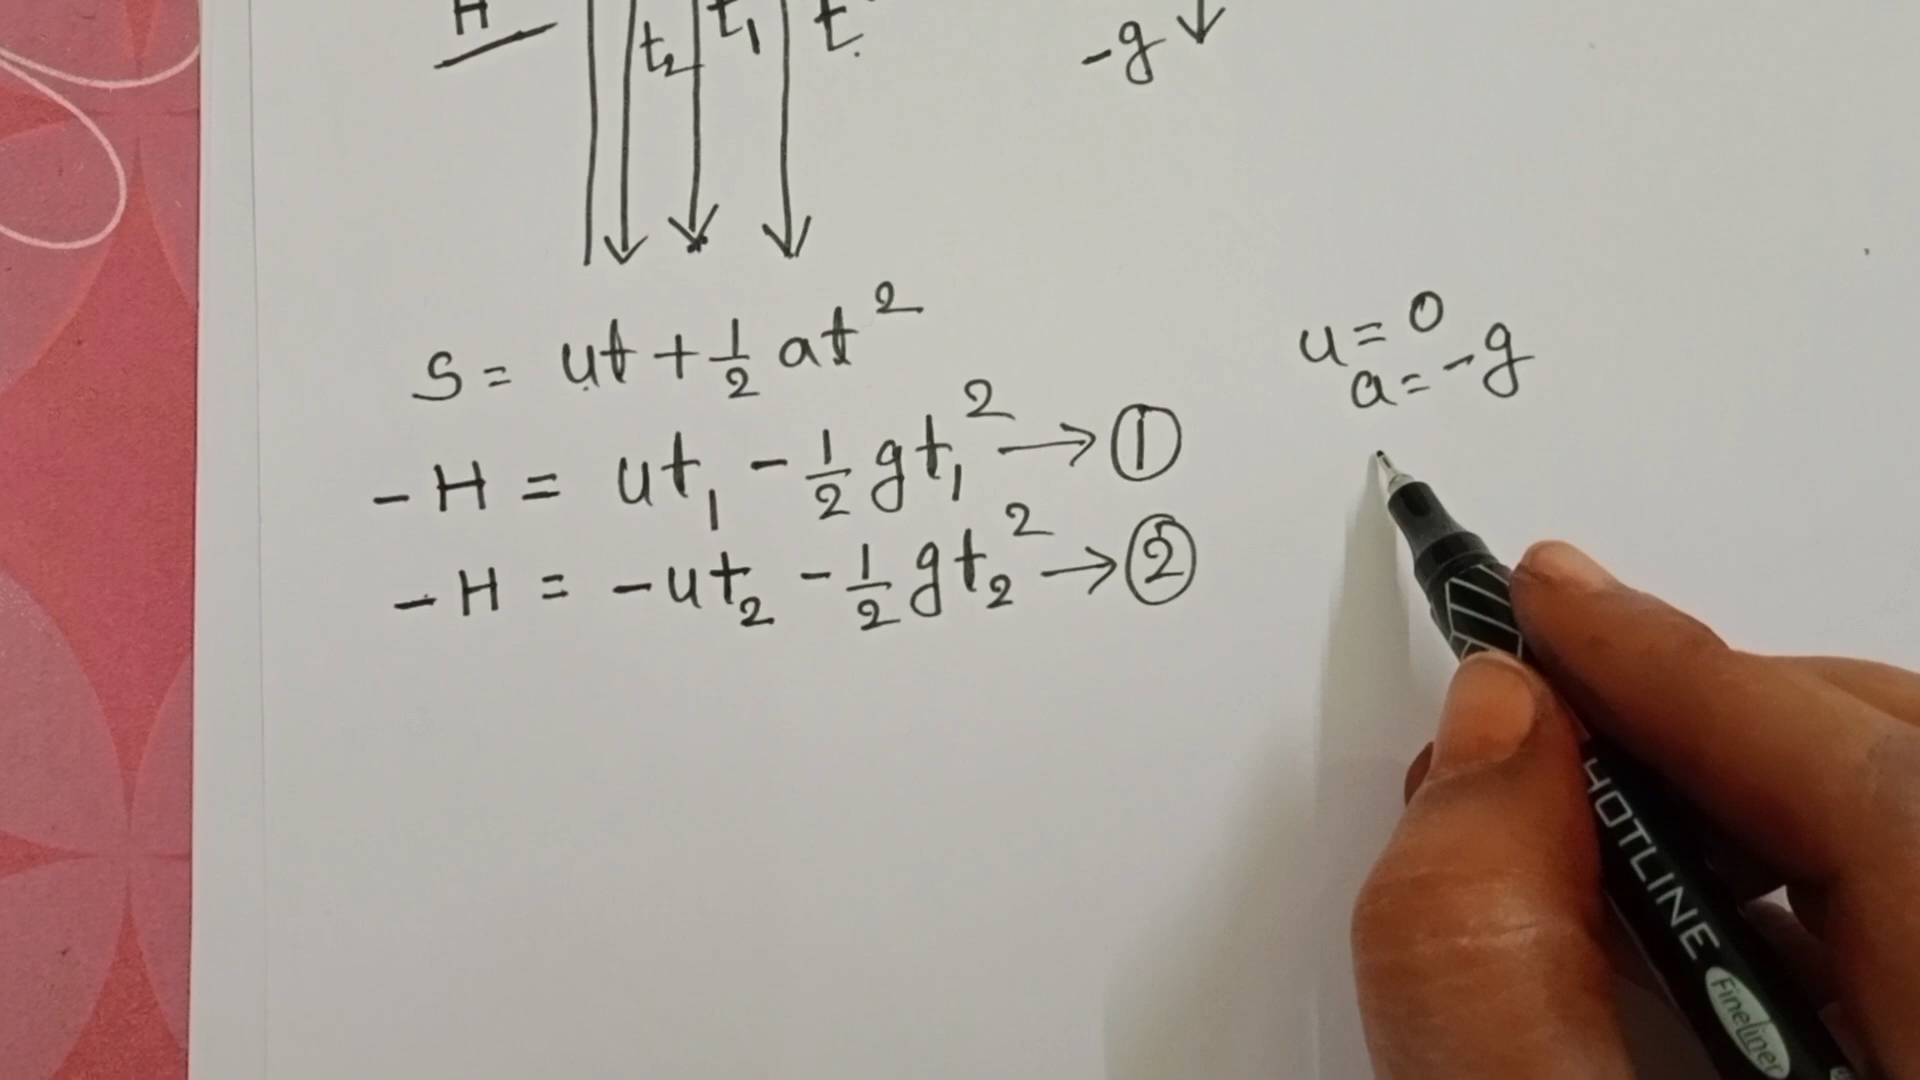 H t₂ t₁ t
-g↓
S = ut + 1/2 at²
u = 0
a = -g
-H = ut₁ - 1/2 gt₁² → ①
-H = -ut₂ - 1/2 gt₂² → ②
HOTLINE
Fineliner